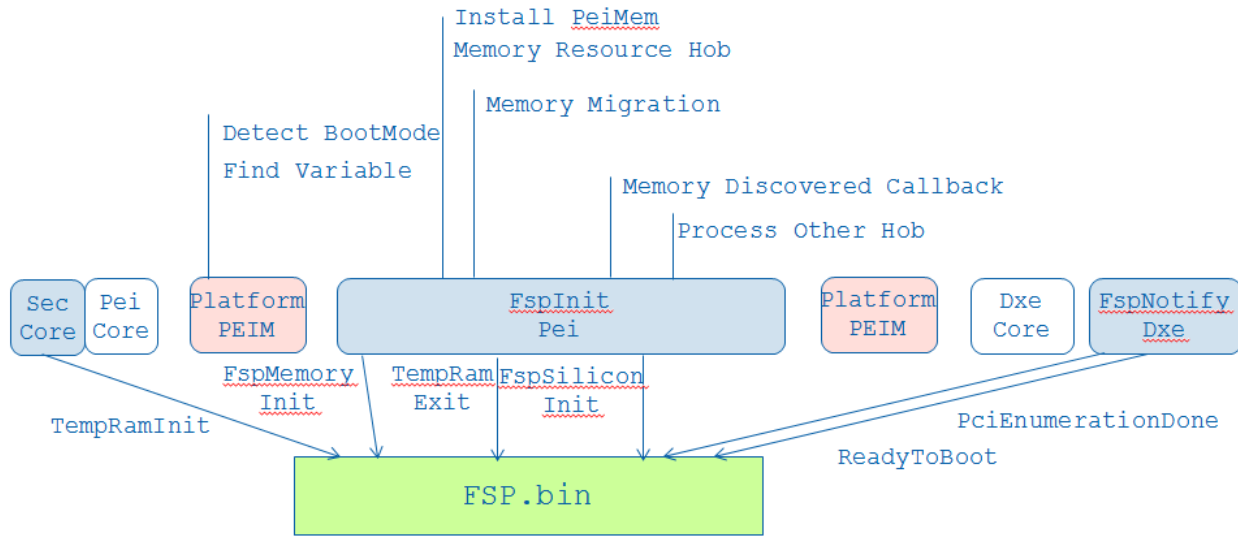 Install PeiMem
Memory Resource Hob
Memory Migration
Detect BootMode
Find Variable
Memory Discovered Callback
Process Other Hob
Sec
Core
Pei
Core
Platform
PEIM
FspInit
Pei
Platform
PEIM
Dxe
Core
FspNotify
Dxe
FspMemory
Init
TempRam
Exit
FspSilicon
Init
TempRamInit
PciEnumerationDone
ReadyToBoot
FSP.bin